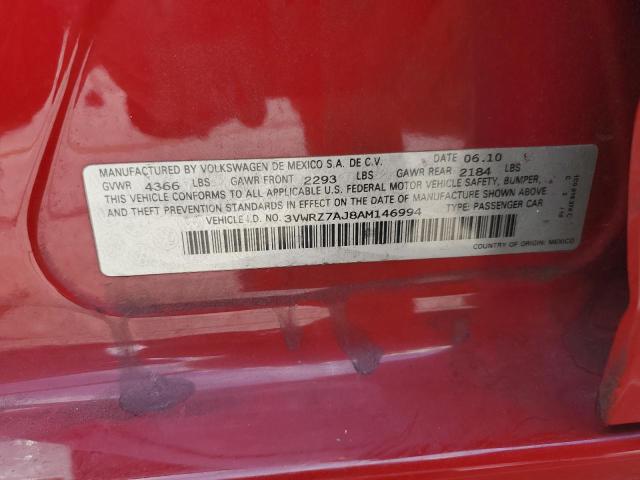 MANUFACTURED BY VOLKSWAGEN DE MEXICO S.A. DE C.V. DATE 06.10
GVWR 4366 LBS GAWR FRONT 2293 LBS GAWR REAR 2184 LBS
THIS VEHICLE CONFORMS TO ALL APPLICABLE U.S. FEDERAL MOTOR VEHICLE SAFETY, BUMPER,
AND THEFT PREVENTION STANDARDS IN EFFECT ON THE DATE OF MANUFACTURE SHOWN ABOVE.
VEHICLE I.D. NO. 3VWRZ7AJ8AM146994 TYPE: PASSENGER CAR
COUNTRY OF ORIGIN: MEXICO